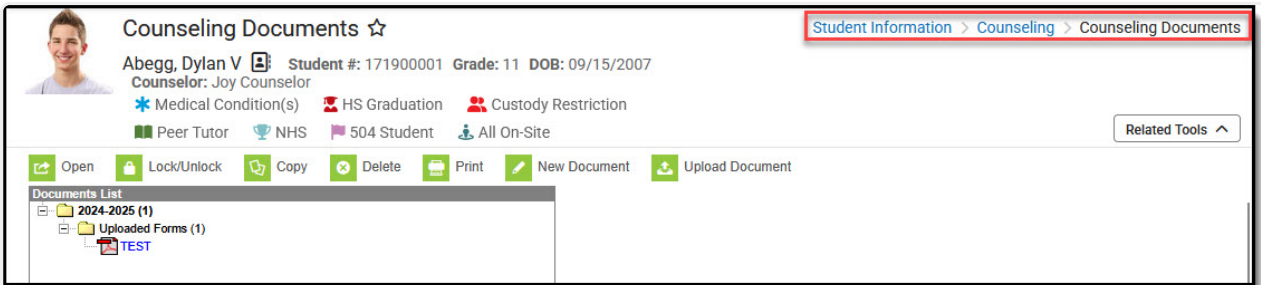 Counseling Documents
Student Information > Counseling > Counseling Documents
Abegg, Dylan V Student #: 171900001 Grade: 11 DOB: 09/15/2007
Counselor: Joy Counselor
Medical Condition(s) HS Graduation Custody Restriction
Peer Tutor NHS 504 Student All On-Site
Related Tools
Open Lock/Unlock Copy Delete Print New Document Upload Document
Documents List
2024-2025 (1)
Uploaded Forms (1)
TEST